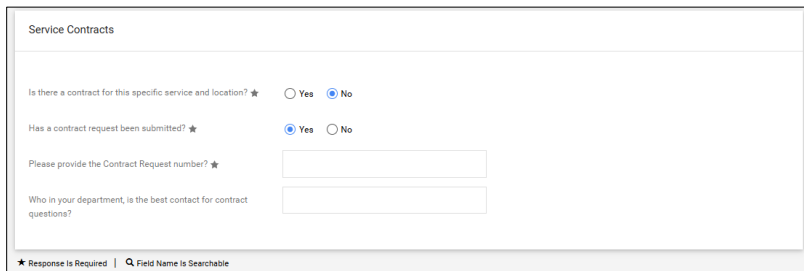 Service Contracts
Is there a contract for this specific service and location? ★ Yes No
Has a contract request been submitted? ★ Yes No
Please provide the Contract Request number? ★
Who in your department, is the best contact for contract
questions?
★ Response Is Required | Field Name Is Searchable